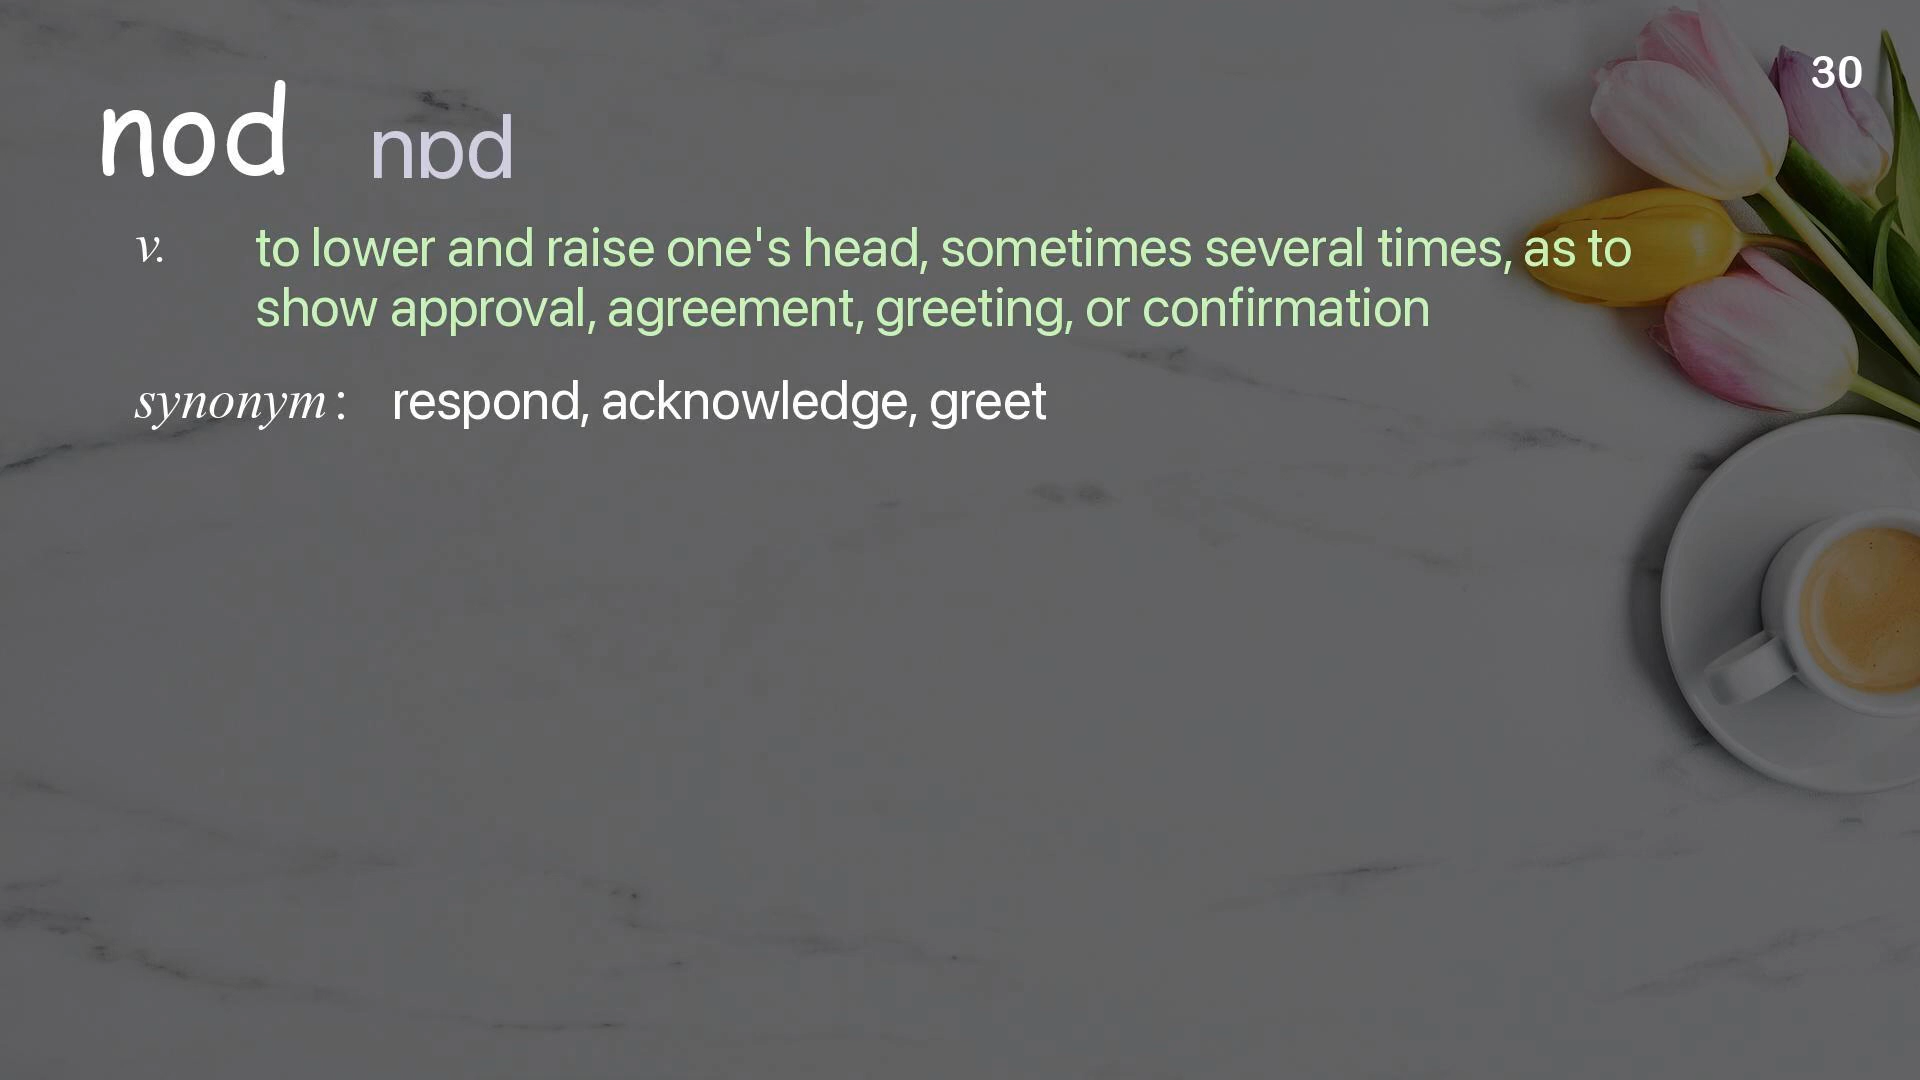 30
nod nɒd
v. to lower and raise one's head, sometimes several times, as to
show approval, agreement, greeting, or confirmation
synonym : respond, acknowledge, greet